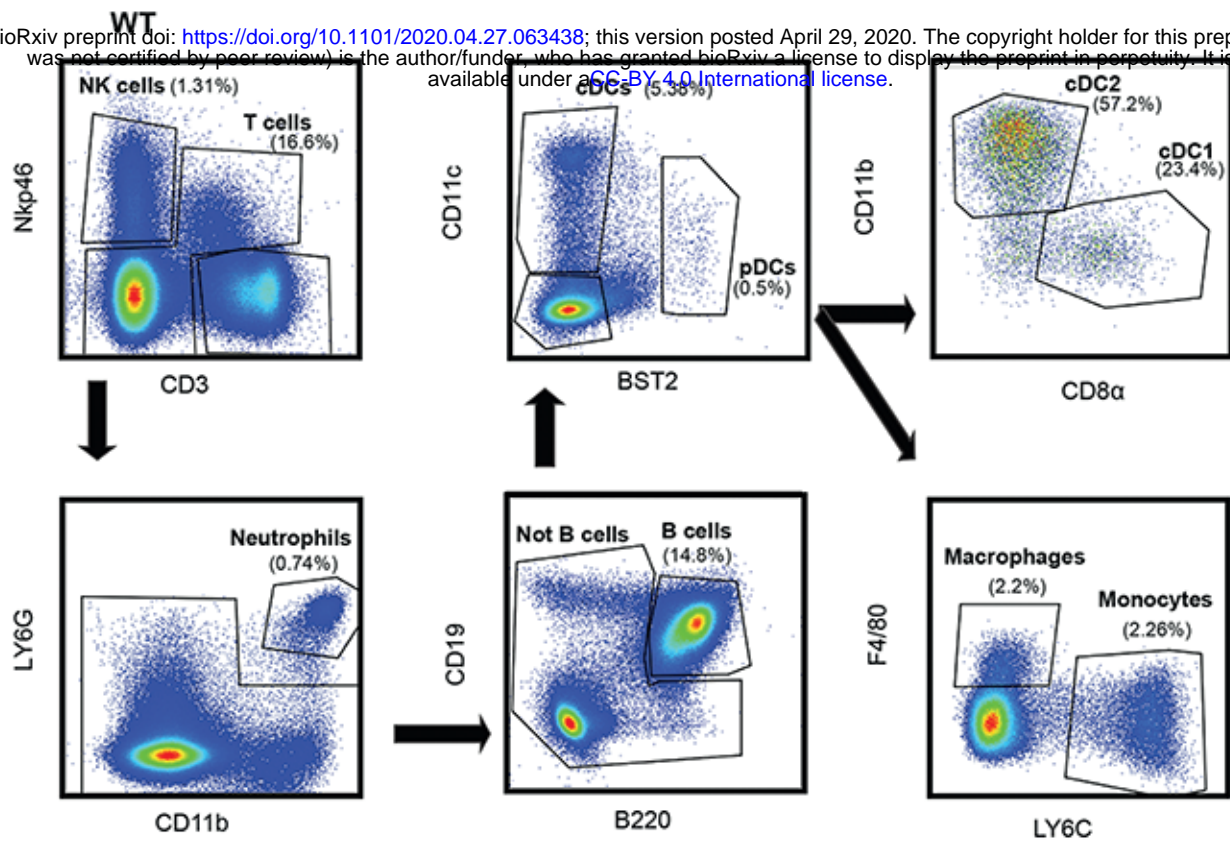 WT
ioRxiv preprint doi: https://doi.org/10.1101/2020.04.27.063438; this version posted April 29, 2020. The copyright holder for this prep
was not certified by peer review) is the author/funder, who has granted bioRxiv a license to display the preprint in perpetuity. It is
available under aCC-BY 4.0 International license.
NK cells (1.31%)
T cells
(16.6%)
Nkp46
CD3
cDCs (5.38%)
pDCs
(0.5%)
CD11c
BST2
cDC2
(57.2%)
cDC1
(23.4%)
CD11b
CD8α
Neutrophils
(0.74%)
LY6G
CD11b
Not B cells
B cells
(14.8%)
CD19
B220
Macrophages
(2.2%)
Monocytes
(2.26%)
F4/80
LY6C